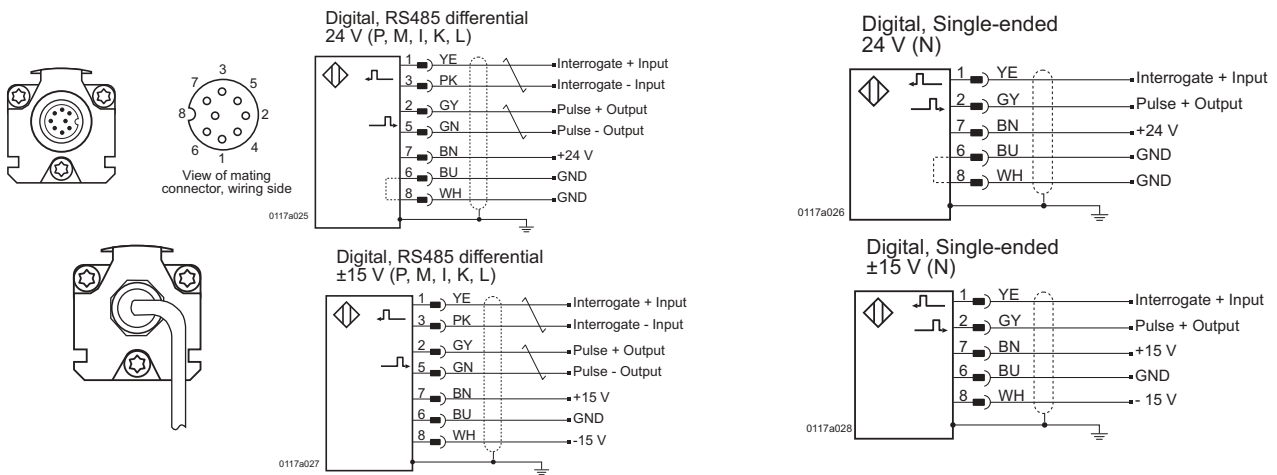 3
7
5
8
2
6
4
1
View of mating
connector, wiring side
Digital, RS485 differential
24 V (P, M, I, K, L)
1 YE Interrogate + Input
3 PK Interrogate - Input
2 GY Pulse + Output
5 GN Pulse - Output
7 BN +24 V
6 BU GND
8 WH GND
0117a025
Digital, Single-ended
24 V (N)
1 YE Interrogate + Input
2 GY Pulse + Output
7 BN +24 V
6 BU GND
8 WH GND
0117a026
Digital, RS485 differential
±15 V (P, M, I, K, L)
1 YE Interrogate + Input
3 PK Interrogate - Input
2 GY Pulse + Output
5 GN Pulse - Output
7 BN +15 V
6 BU GND
8 WH -15 V
0117a027
Digital, Single-ended
±15 V (N)
1 YE Interrogate + Input
2 GY Pulse + Output
7 BN +15 V
6 BU GND
8 WH - 15 V
0117a028